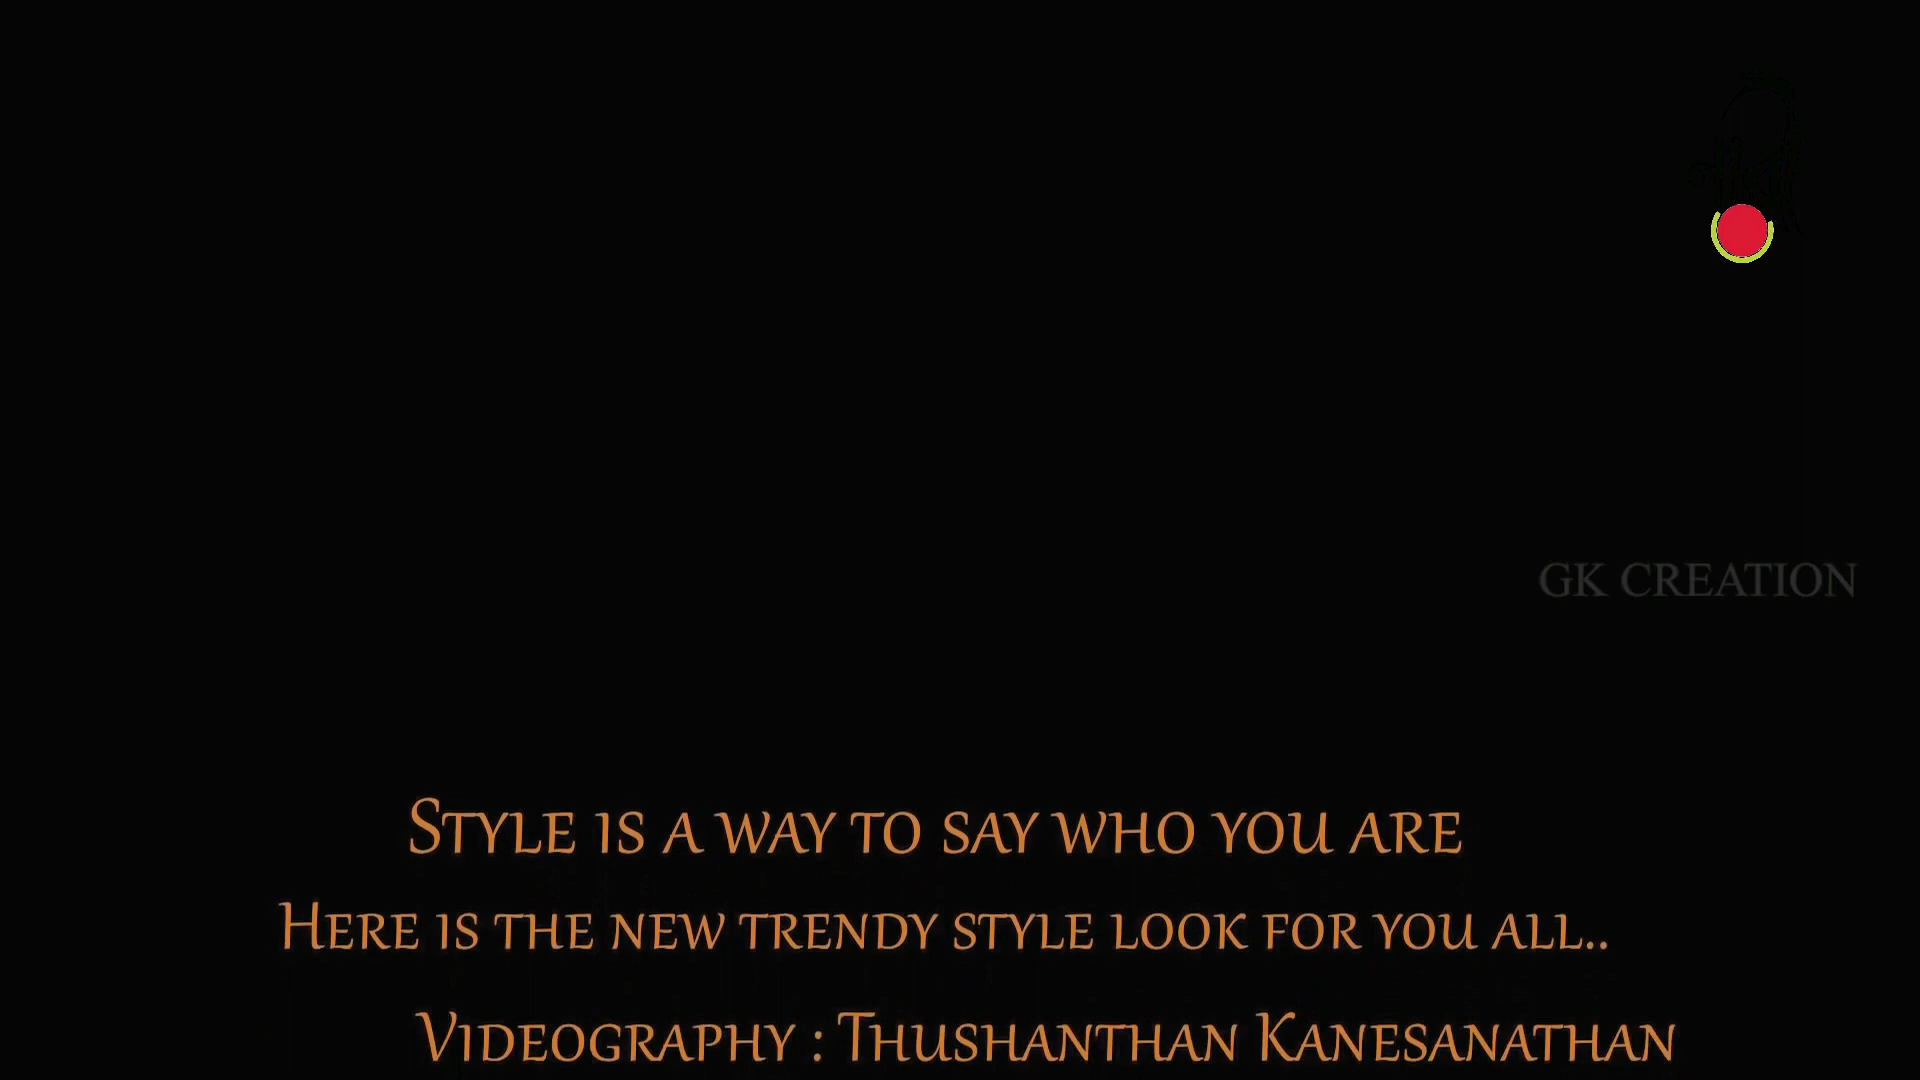 GK CREATION
Style is a way to say who you are
Here is the new trendy style look for you all..
Videography : Thushanthan Kanesanathan